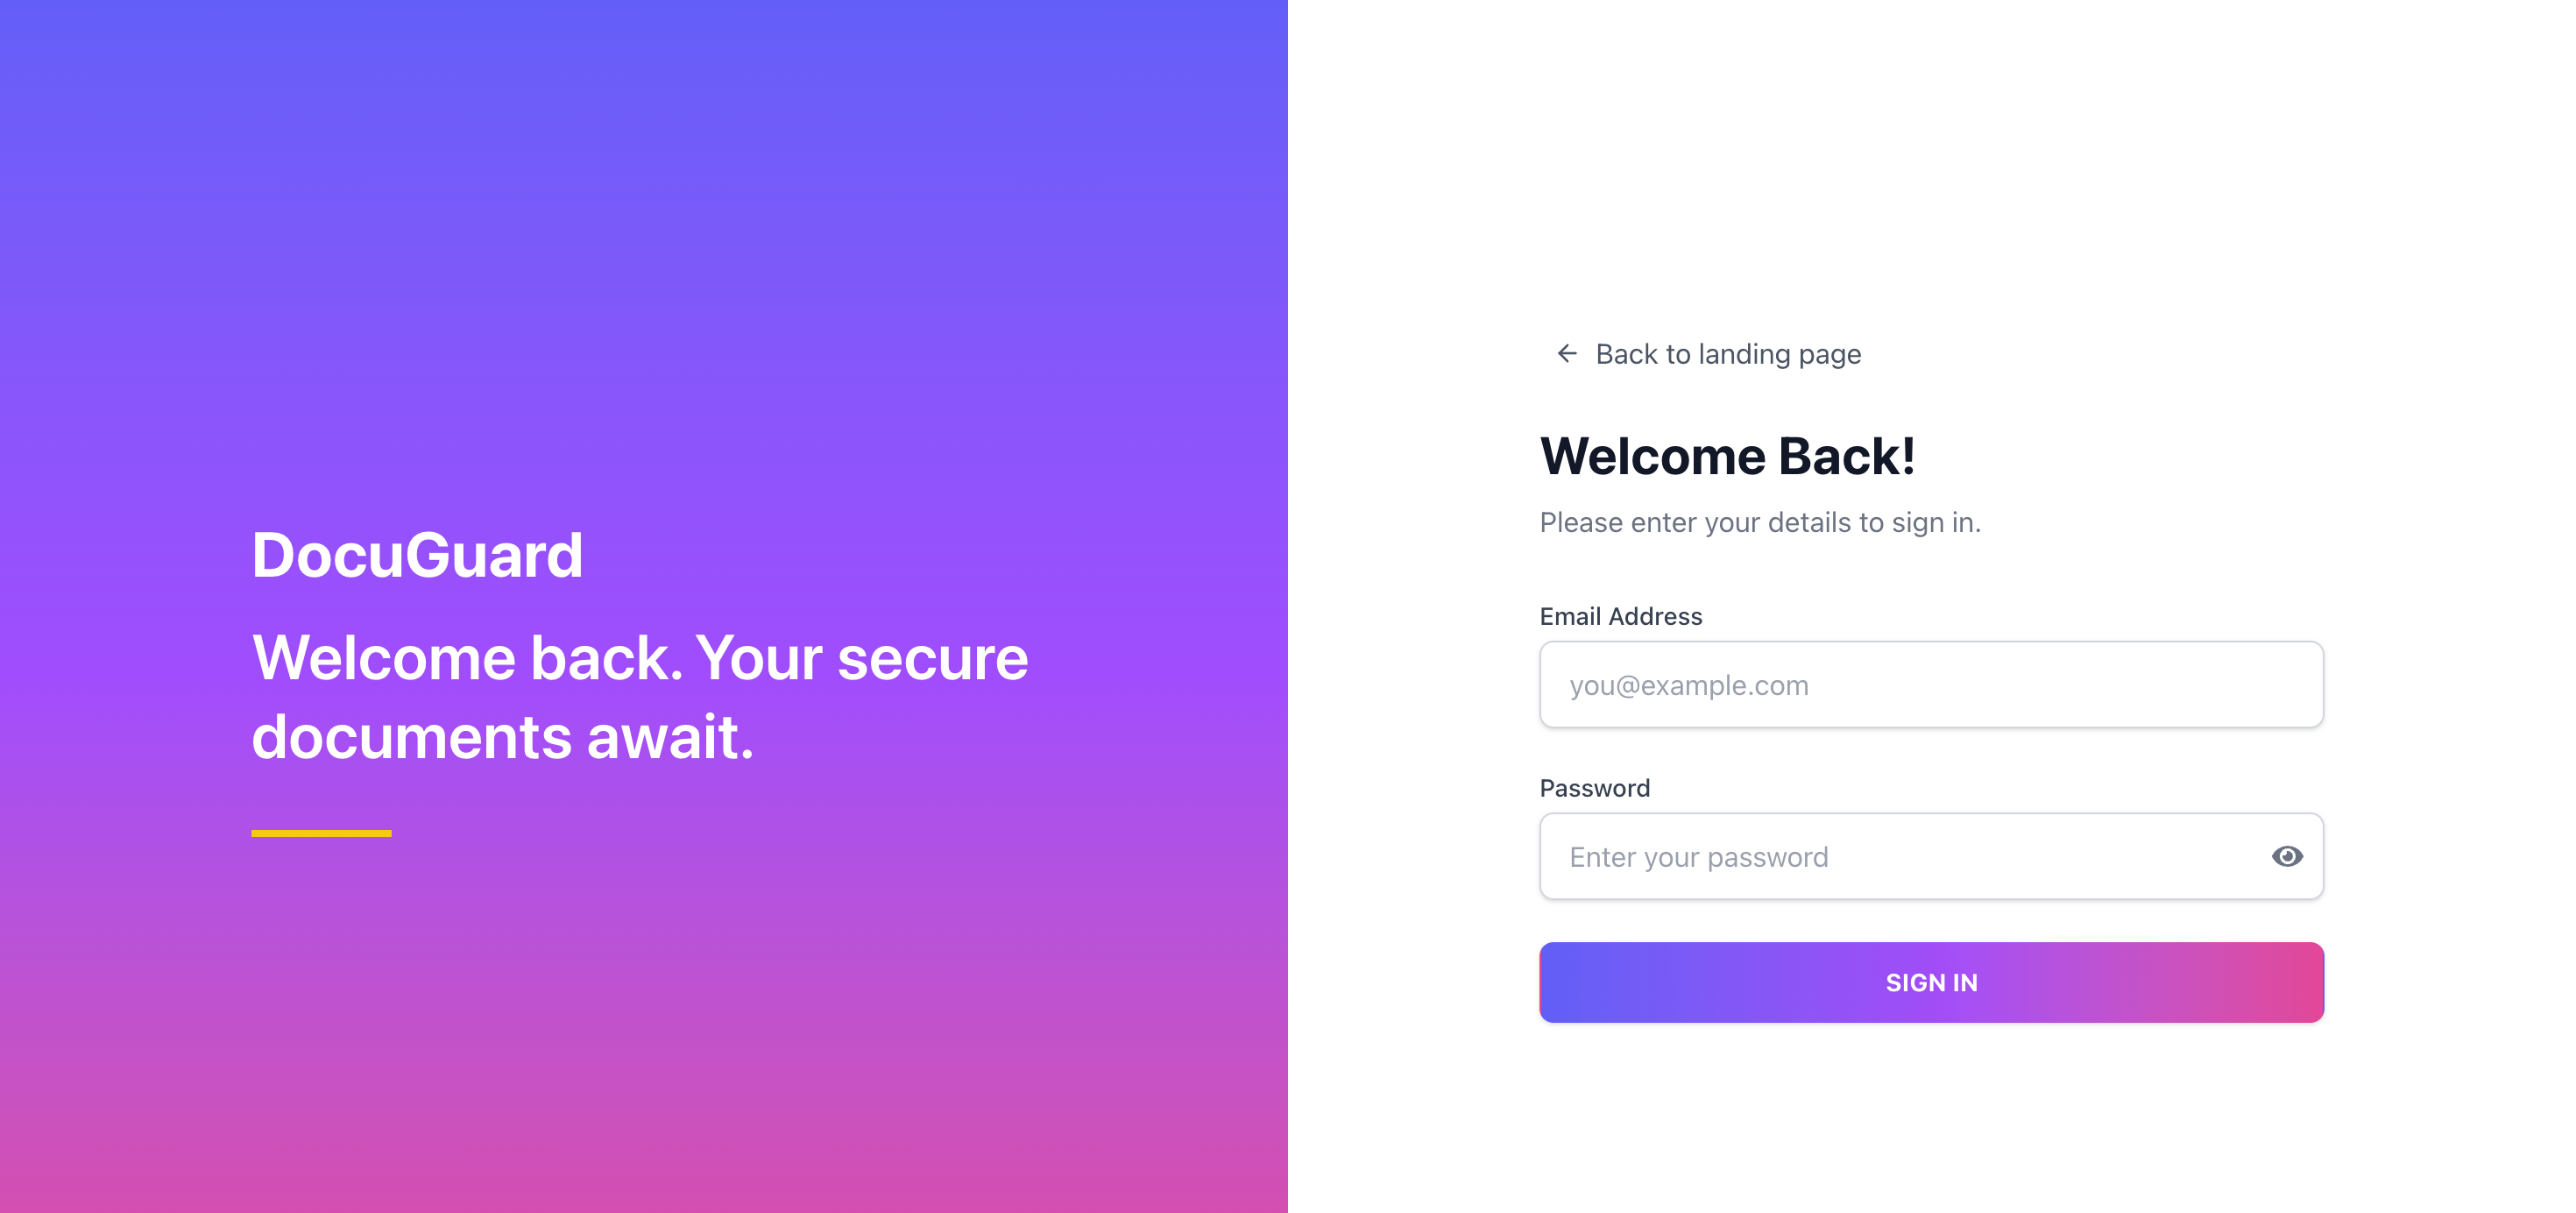 DocuGuard
Welcome back. Your secure
documents await.
Back to landing page
Welcome Back!
Please enter your details to sign in.
Email Address
you@example.com
Password
Enter your password
SIGN IN